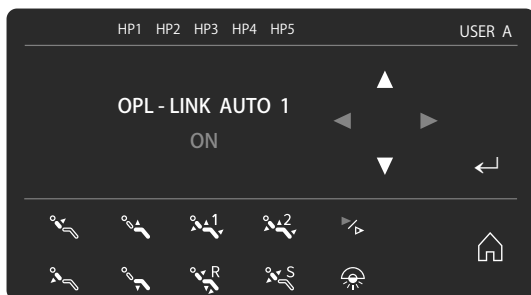 HP1 HP2 HP3 HP4 HP5 USER A
OPL - LINK AUTO 1
ON
1 2
R S